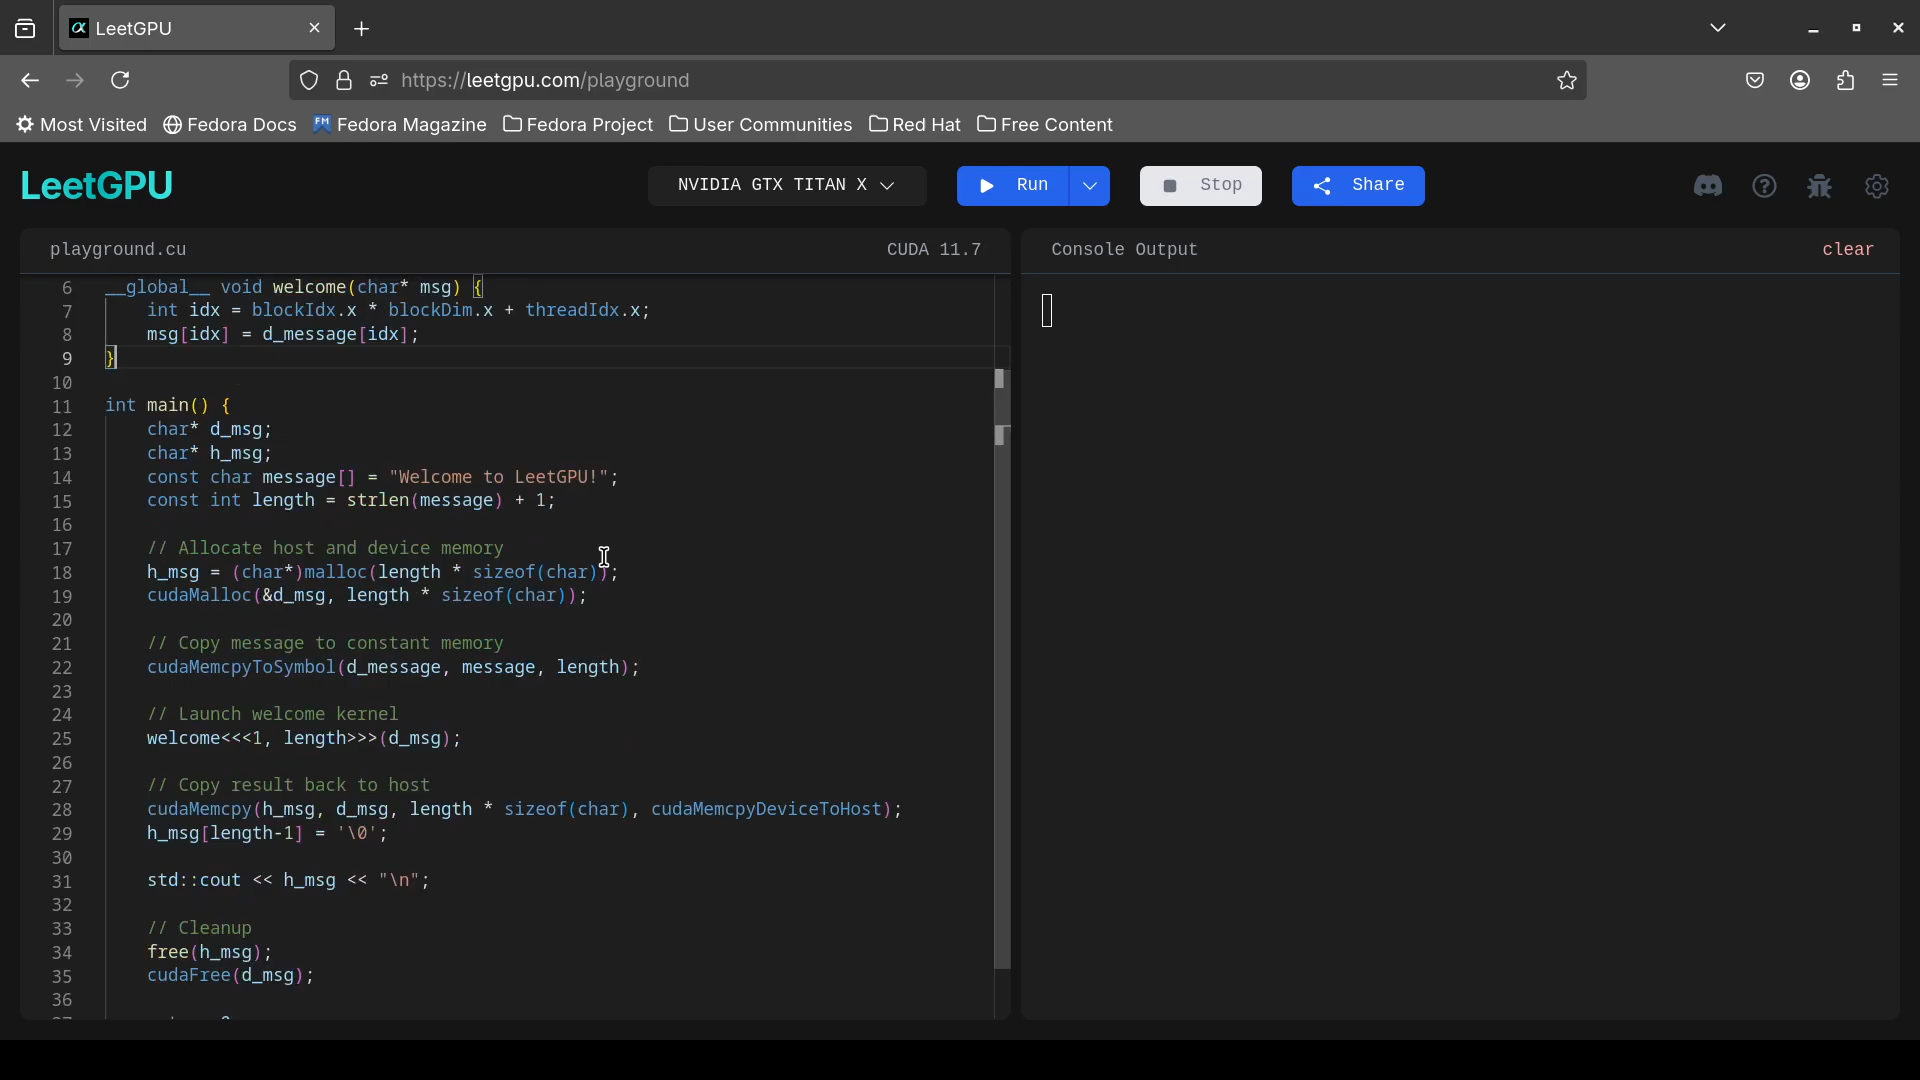 LeetGPU
https://leetgpu.com/playground
Most Visited Fedora Docs Fedora Magazine Fedora Project User Communities Red Hat Free Content
LeetGPU
NVIDIA GTX TITAN X Run Stop Share
playground.cu CUDA 11.7
6 __global__ void welcome(char* msg) {
7 int idx = blockIdx.x * blockDim.x + threadIdx.x;
8 msg[idx] = d_message[idx];
9 }
10
11 int main() {
12 char* d_msg;
13 char* h_msg;
14 const char message[] = "Welcome to LeetGPU!";
15 const int length = strlen(message) + 1;
16
17 // Allocate host and device memory
18 h_msg = (char*)malloc(length * sizeof(char));
19 cudaMalloc(&d_msg, length * sizeof(char));
20
21 // Copy message to constant memory
22 cudaMemcpyToSymbol(d_message, message, length);
23
24 // Launch welcome kernel
25 welcome<<<1, length>>>(d_msg);
26
27 // Copy result back to host
28 cudaMemcpy(h_msg, d_msg, length * sizeof(char), cudaMemcpyDeviceToHost);
29 h_msg[length-1] = '\0';
30
31 std::cout << h_msg << "\n";
32
33 // Cleanup
34 free(h_msg);
35 cudaFree(d_msg);
36
Console Output clear